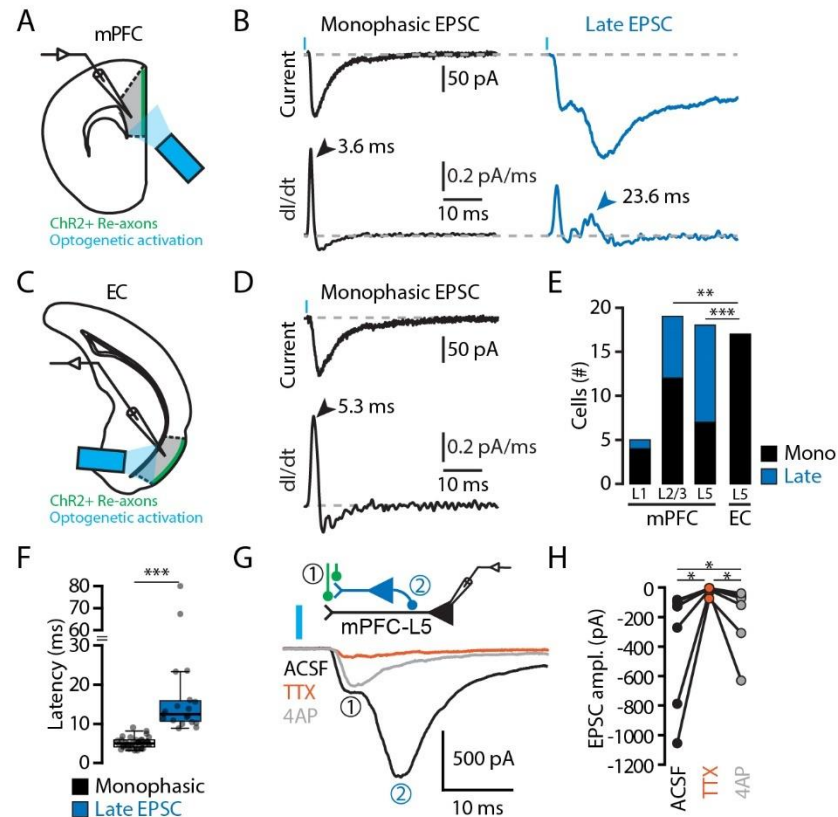 A
mPFC
ChR2+ Re-axons
Optogenetic activation
B
Monophasic EPSC
Late EPSC
Current
50 pA
dI/dt
3.6 ms
0.2 pA/ms
10 ms
23.6 ms
C
EC
ChR2+ Re-axons
Optogenetic activation
D
Monophasic EPSC
Current
50 pA
dI/dt
5.3 ms
0.2 pA/ms
10 ms
E
**
***
Cells (#)
20
15
10
5
0
L1 L2/3 L5 L5
mPFC EC
Mono
Late
F
***
Latency (ms)
80
70
60
30
20
10
0
Monophasic
Late EPSC
G
① ②
mPFC-L5
ACSF
TTX
4AP
①
②
500 pA
10 ms
H
*
* *
EPSC ampl. (pA)
0
-200
-400
-600
-800
-1000
-1200
ACSF
TTX
4AP